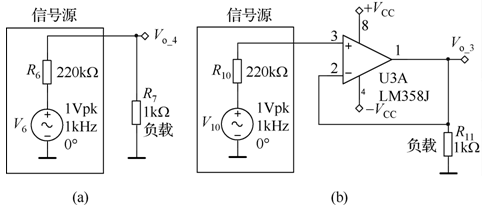 信号源
V_o_4
R_6
220kΩ
R_7
1kΩ
负载
V_6
+
~
−
1Vpk
1kHz
0°
(a)
信号源
+V_CC
8
R_10
220kΩ
3
+
2
−
1
V_o_3
U3A
LM358J
4
−V_CC
V_10
+
~
−
1Vpk
1kHz
0°
负载
R_11
1kΩ
(b)